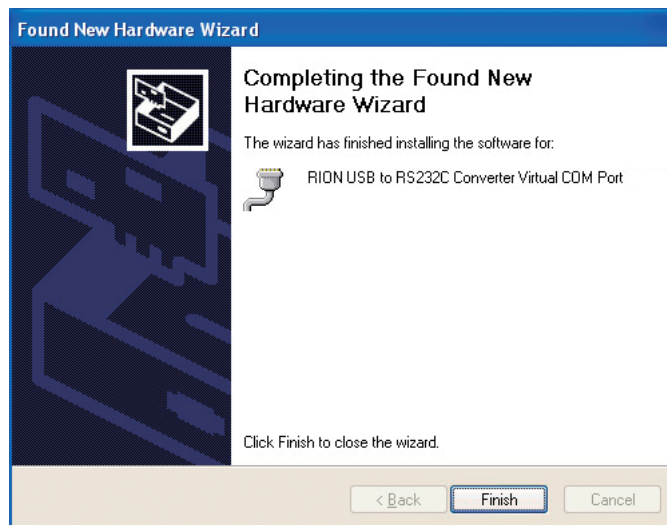 Found New Hardware Wizard
Completing the Found New
Hardware Wizard
The wizard has finished installing the software for:
RION USB to RS232C Converter Virtual COM Port
Click Finish to close the wizard.
< Back Finish Cancel